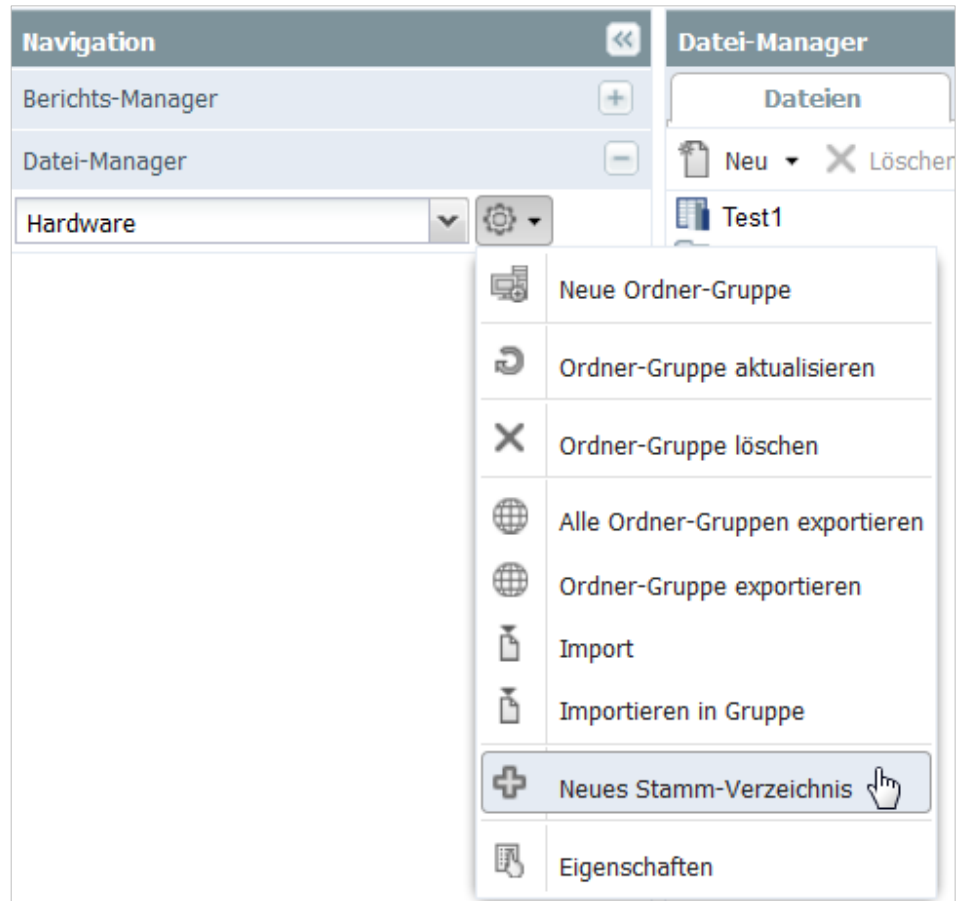 Navigation
Datei-Manager
Berichts-Manager
Dateien
Datei-Manager
Neu
Löschen
Hardware
Test1
Neue Ordner-Gruppe
Ordner-Gruppe aktualisieren
Ordner-Gruppe löschen
Alle Ordner-Gruppen exportieren
Ordner-Gruppe exportieren
Import
Importieren in Gruppe
Neues Stamm-Verzeichnis
Eigenschaften